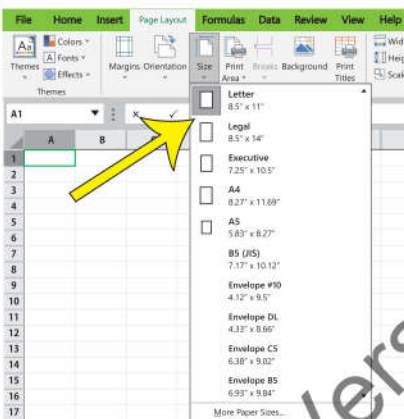 File Home Insert Page Layout Formulas Data Review View Help
Colors
Fonts
Effects
Themes
Margins Orientation Size Print Area Breaks Background Print Titles
Themes
A1
A B
1
2
3
4
5
6
7
8
9
10
11
12
13
14
15
16
17
Letter
8.5" x 11"
Legal
8.5" x 14"
Executive
7.25" x 10.5"
A4
8.27" x 11.69"
A5
5.83" x 8.27"
B5 (JIS)
7.17" x 10.12"
Envelope #10
4.12" x 9.5"
Envelope DL
4.33" x 8.66"
Envelope C5
6.38" x 9.02"
Envelope B5
6.93" x 9.84"
More Paper Sizes...